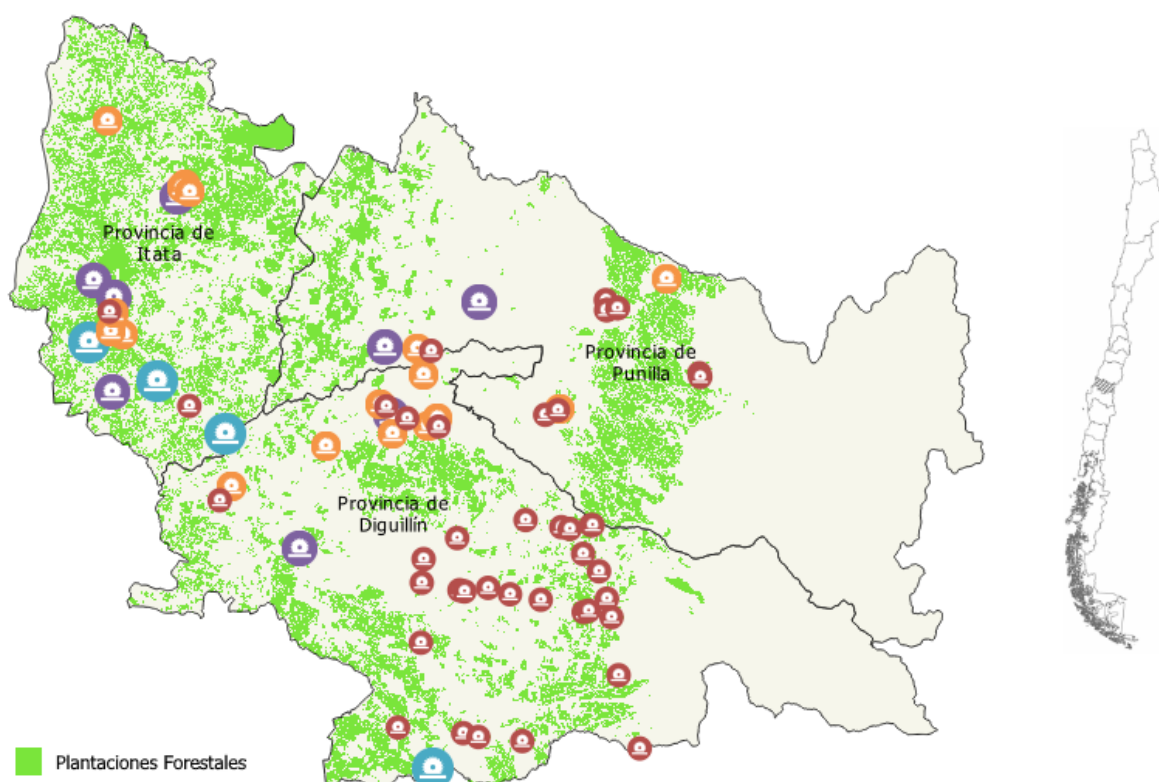 Provincia de
Itata
Provincia de
Punilla
Provincia de
Diguillín
Plantaciones Forestales